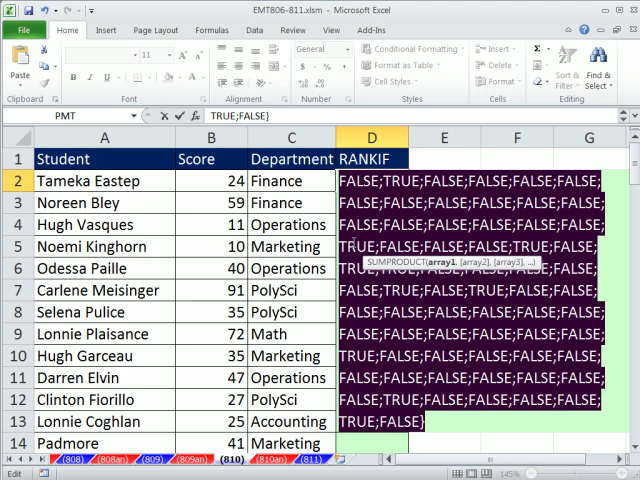 EMT806-811.xlsm - Microsoft Excel
File Home Insert Page Layout Formulas Data Review View Add-Ins
Paste
11
General
Conditional Formatting
Format as Table
Cell Styles
Insert
Delete
Format
Sort & Filter
Find & Select
Clipboard Font Alignment Number Styles Cells Editing
PMT TRUE;FALSE}
A B C D E F G
1 Student Score Department RANKIF
2 Tameka Eastep 24 Finance FALSE;TRUE;FALSE;FALSE;FALSE;FALSE;
3 Noreen Bley 59 Finance FALSE;FALSE;FALSE;FALSE;FALSE;FALSE;
4 Hugh Vasques 11 Operations FALSE;FALSE;FALSE;FALSE;FALSE;FALSE;
5 Noemi Kinghorn 10 Marketing TRUE;FALSE;FALSE;FALSE;TRUE;FALSE;
SUMPRODUCT(array1, [array2], [array3], ...)
6 Odessa Paille 40 Operations TRUE;FALSE;FALSE;FALSE;FALSE;FALSE;
7 Carlene Meisinger 91 PolySci FALSE;FALSE;TRUE;FALSE;TRUE;FALSE;
8 Selena Pulice 35 PolySci FALSE;FALSE;FALSE;FALSE;FALSE;FALSE;
9 Lonnie Plaisance 72 Math FALSE;FALSE;FALSE;FALSE;FALSE;FALSE;
10 Hugh Garceau 35 Marketing TRUE;FALSE;FALSE;FALSE;FALSE;FALSE;
11 Darren Elvin 47 Operations FALSE;FALSE;FALSE;FALSE;FALSE;FALSE;
12 Clinton Fiorillo 27 PolySci FALSE;TRUE;FALSE;FALSE;FALSE;FALSE;
13 Lonnie Coghlan 25 Accounting TRUE;FALSE}
14 Padmore 41 Marketing
(808) (808an) (809) (809an) (810) (810an) (811)
Edit 145%